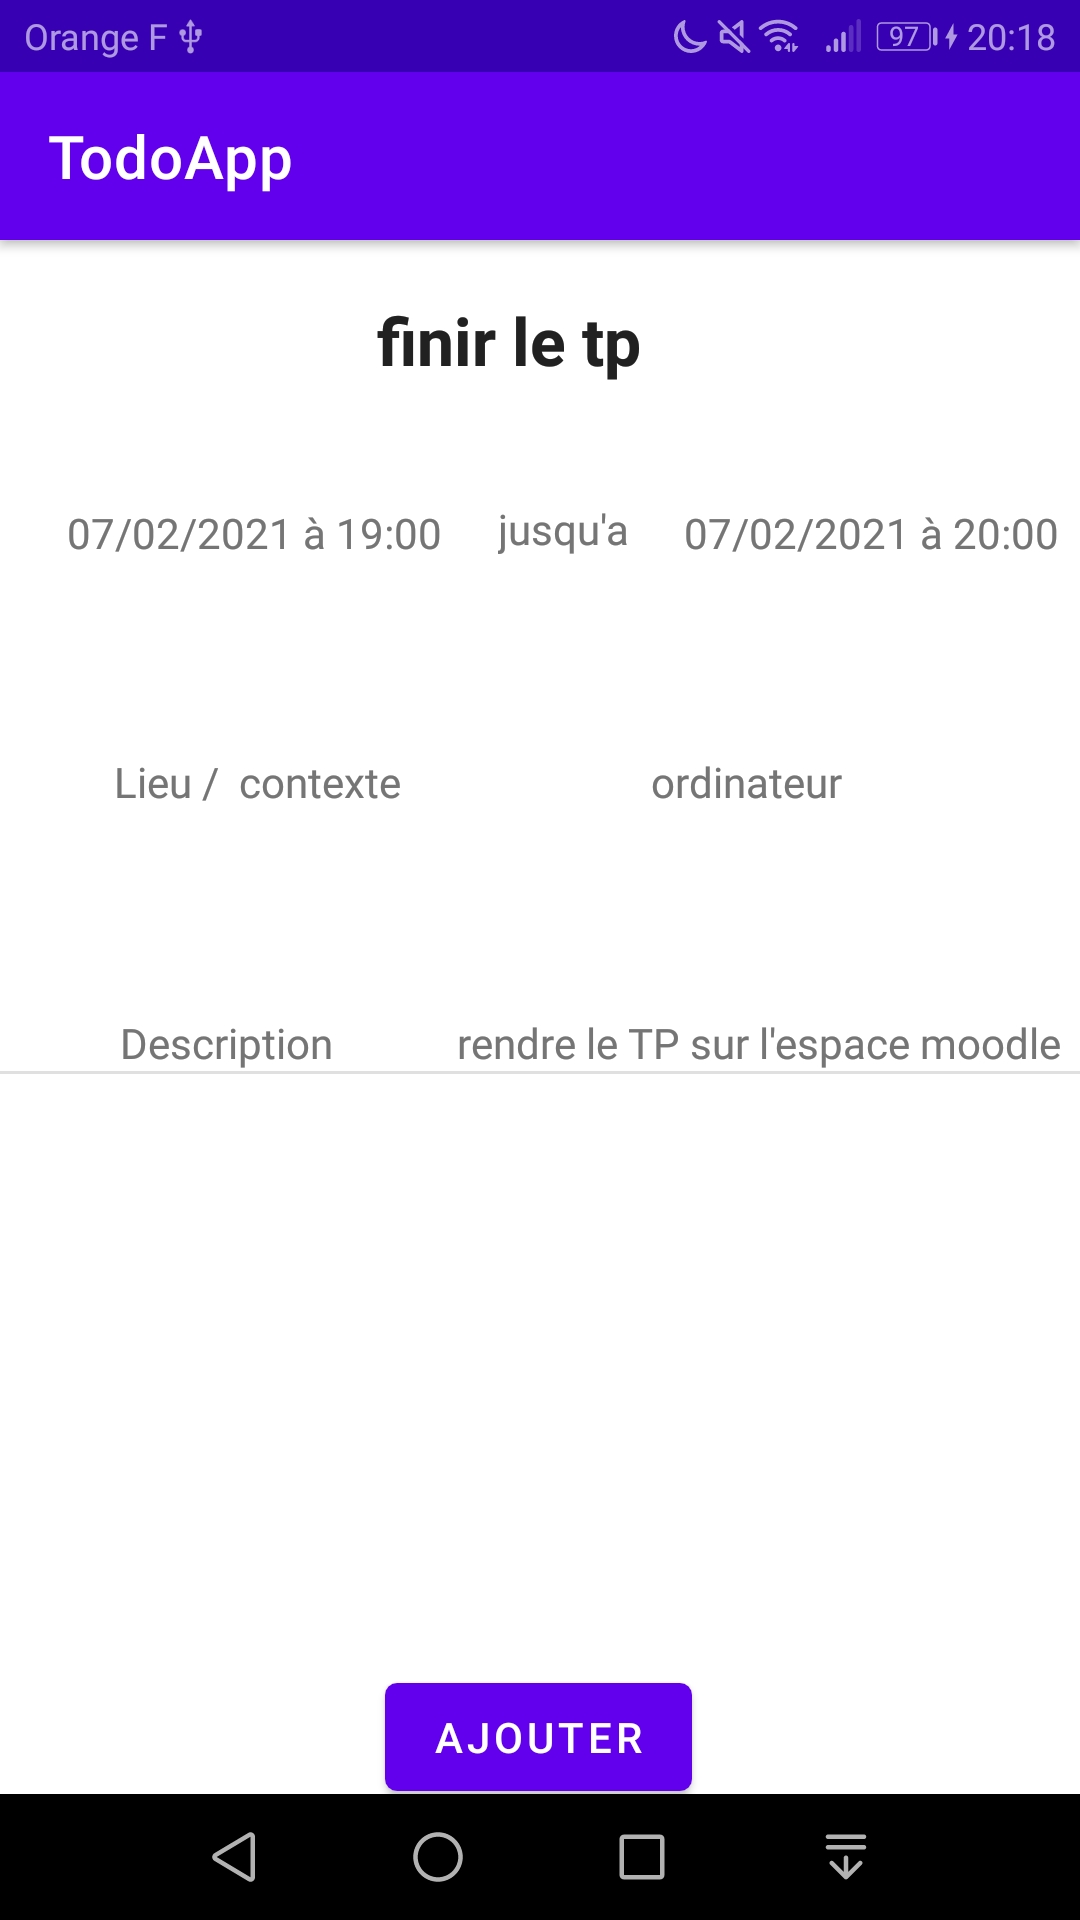 Orange F 97 20:18
TodoApp
finir le tp
07/02/2021 à 19:00 jusqu'a 07/02/2021 à 20:00
Lieu / contexte ordinateur
Description rendre le TP sur l'espace moodle
AJOUTER